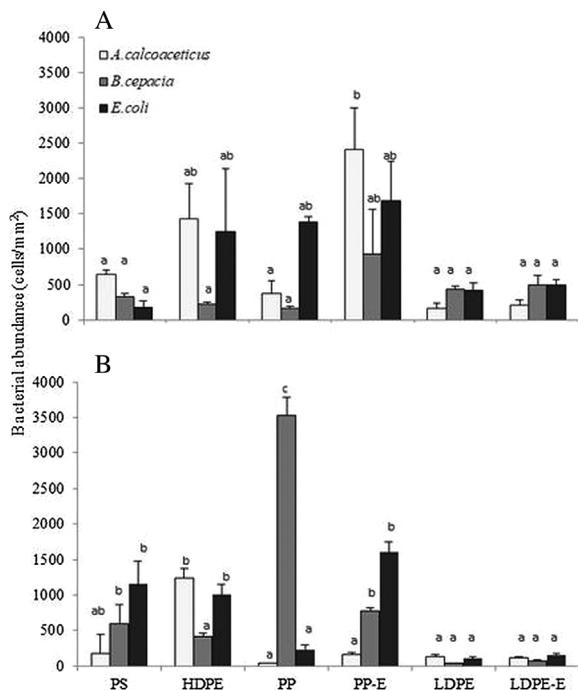 A
4000
3500
3000
2500
2000
1500
1000
500
0
A.calcoaceticus
B.cepacia
E.coli
a a a
ab a ab
a a ab
b ab ab
a a a
a a a
Bacterial abundance (cells/mm²)
B
4000
3500
3000
2500
2000
1500
1000
500
0
ab b b
b a b
a c a
a b b
a a a
a a a
PS HDPE PP PP-E LDPE LDPE-E